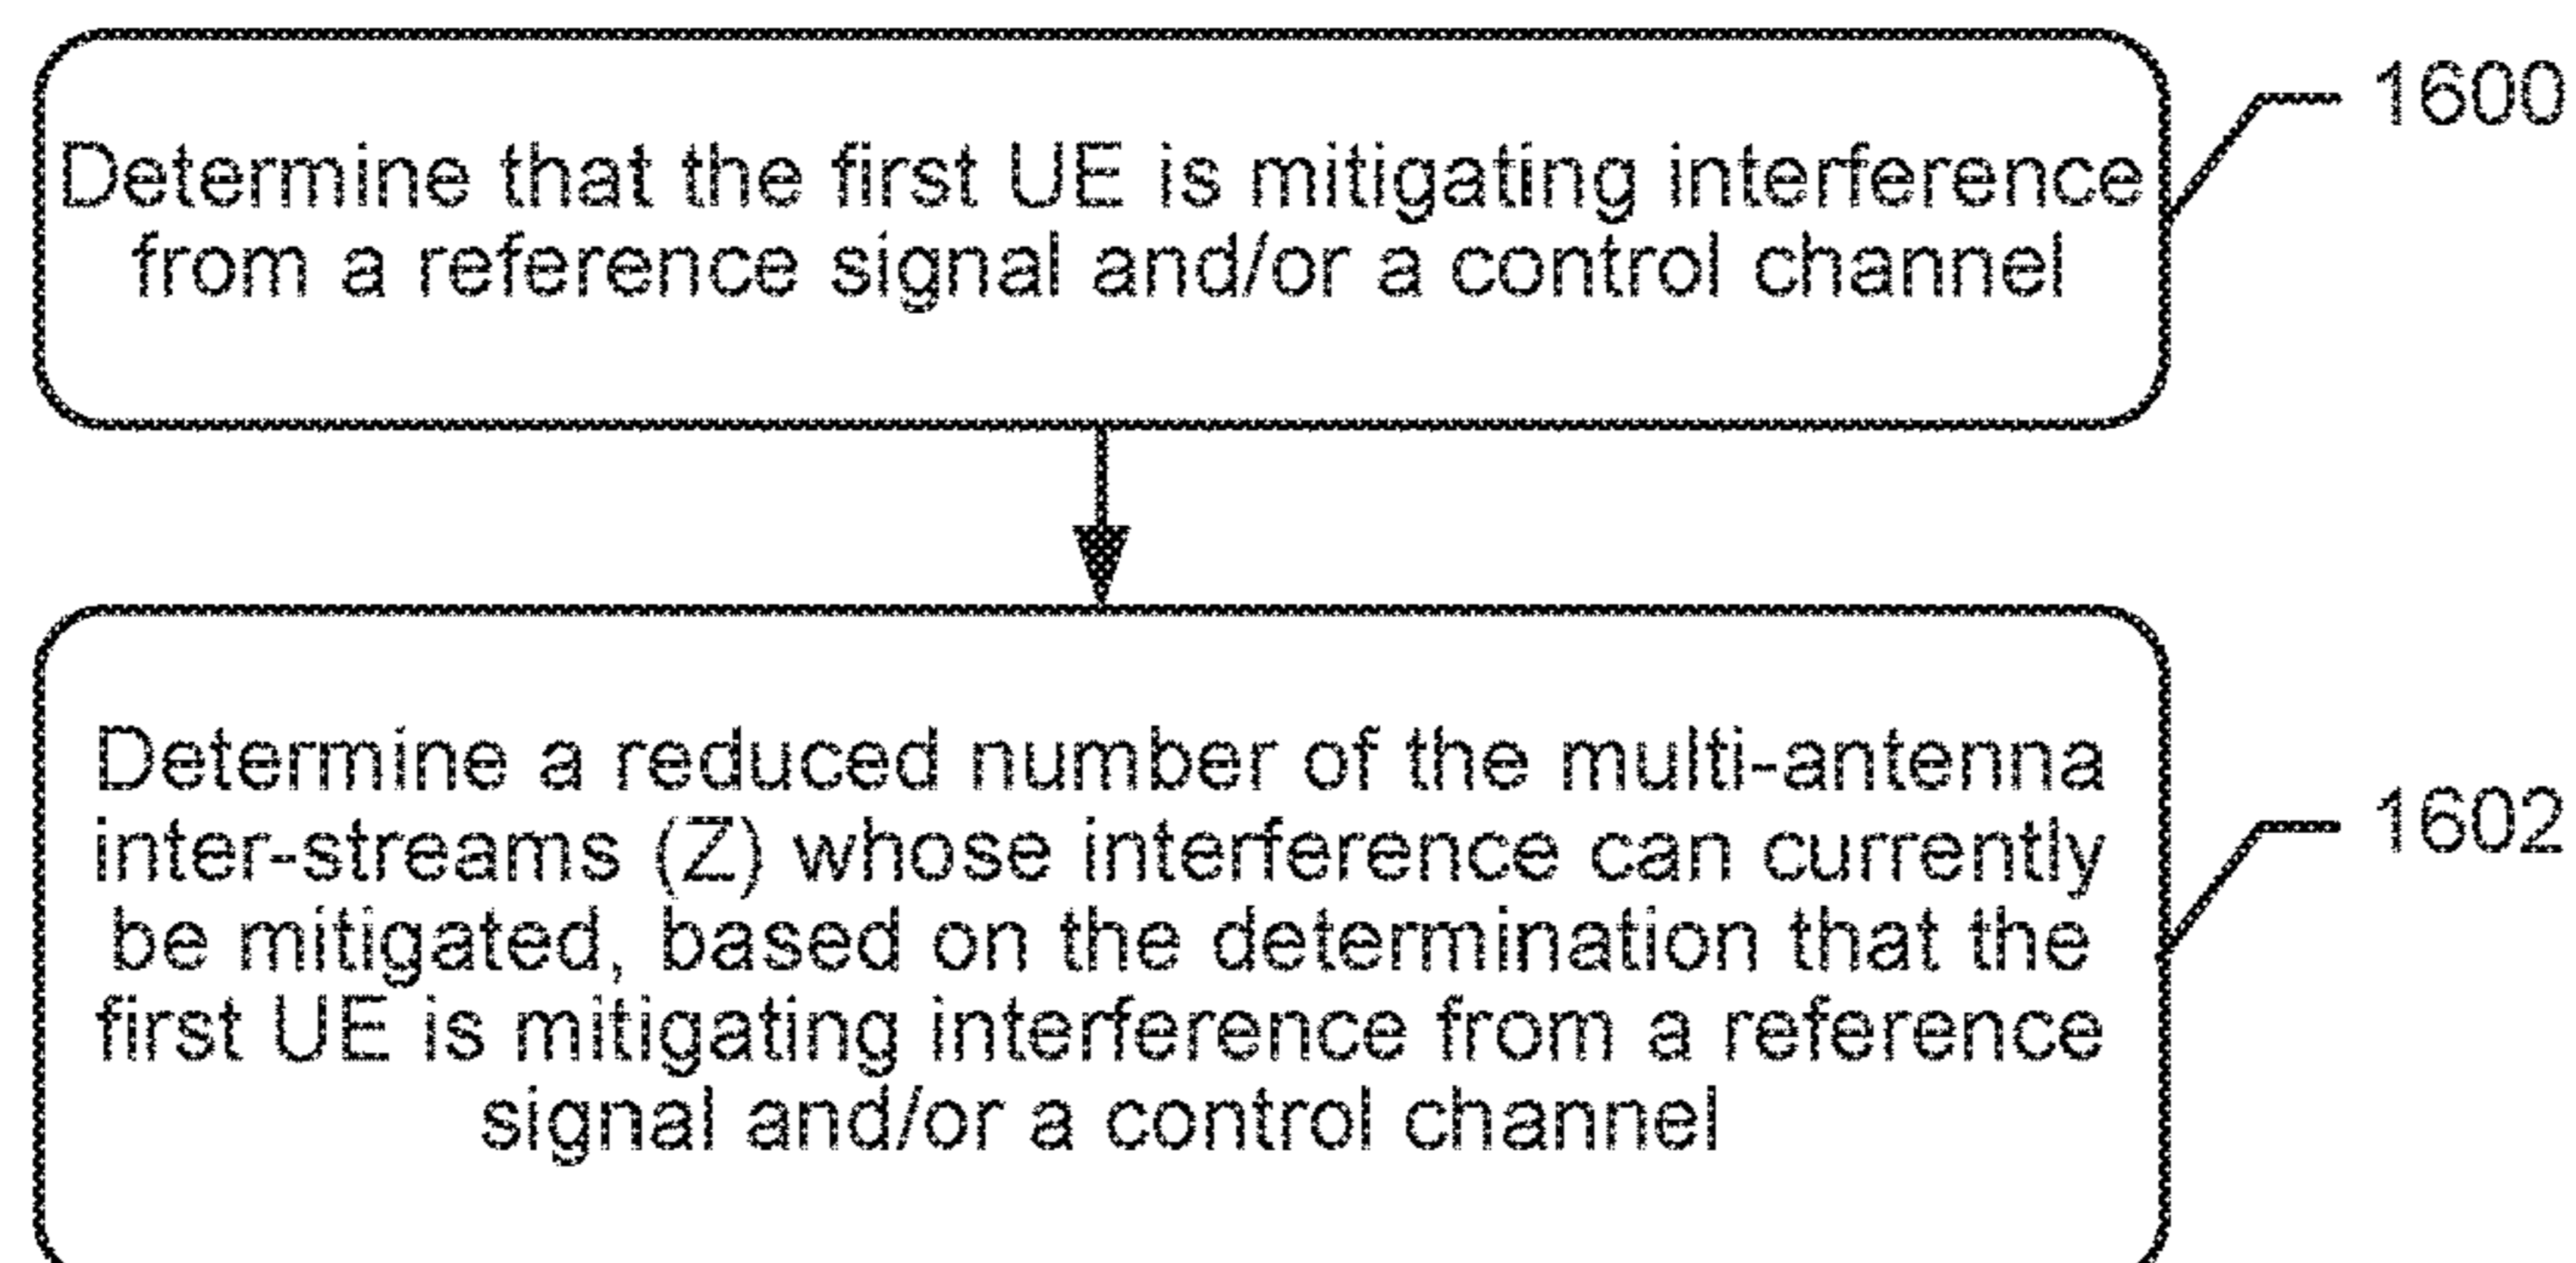 Determine that the first UE is mitigating interference
from a reference signal and/or a control channel
1600
Determine a reduced number of the multi-antenna
inter-streams (Z) whose interference can currently
be mitigated, based on the determination that the
first UE is mitigating interference from a reference
signal and/or a control channel
1602